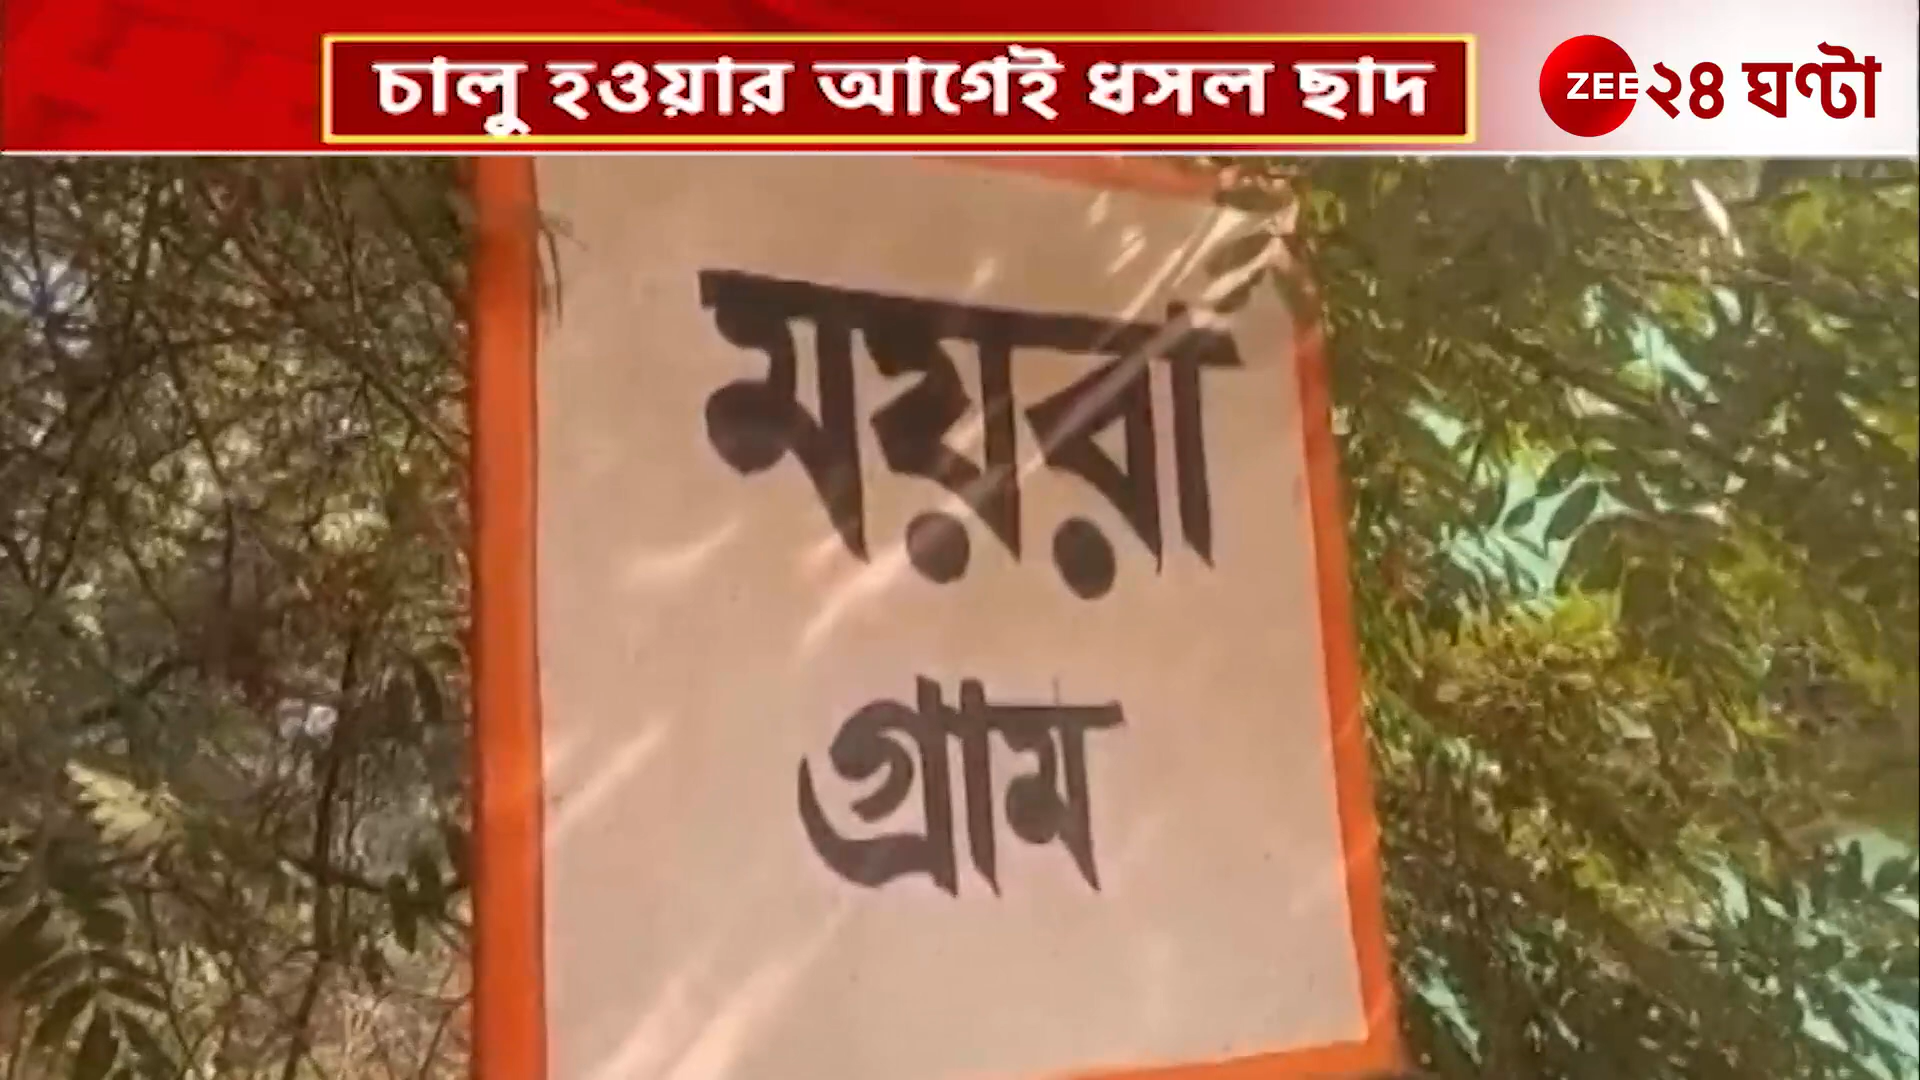 চালু হওয়ার আগেই ধসল ছাদ
ZEE ২৪ ঘণ্টা
ময়রা
গ্রাম